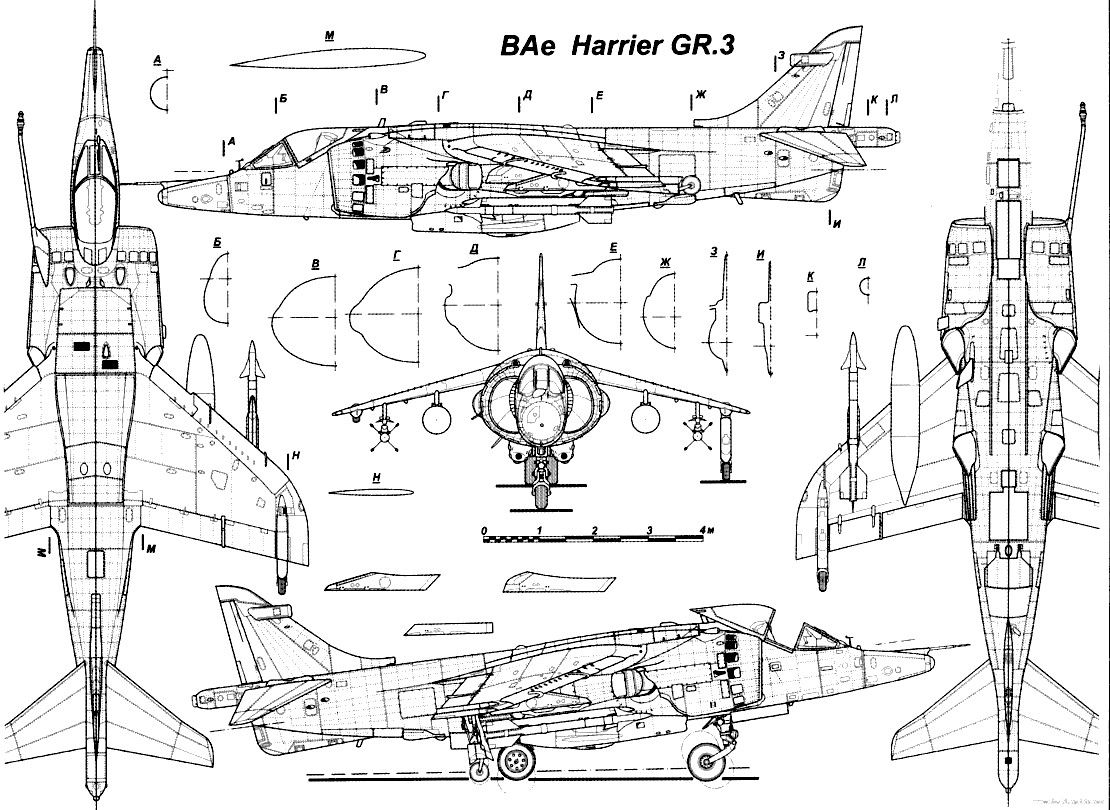 М
BAe Harrier GR.3
З
А
Б В Г Д Е Ж К Л
А
И
Б В Г Д Е Ж З И К Л
Н
Н
0 1 2 3 4 м
М М